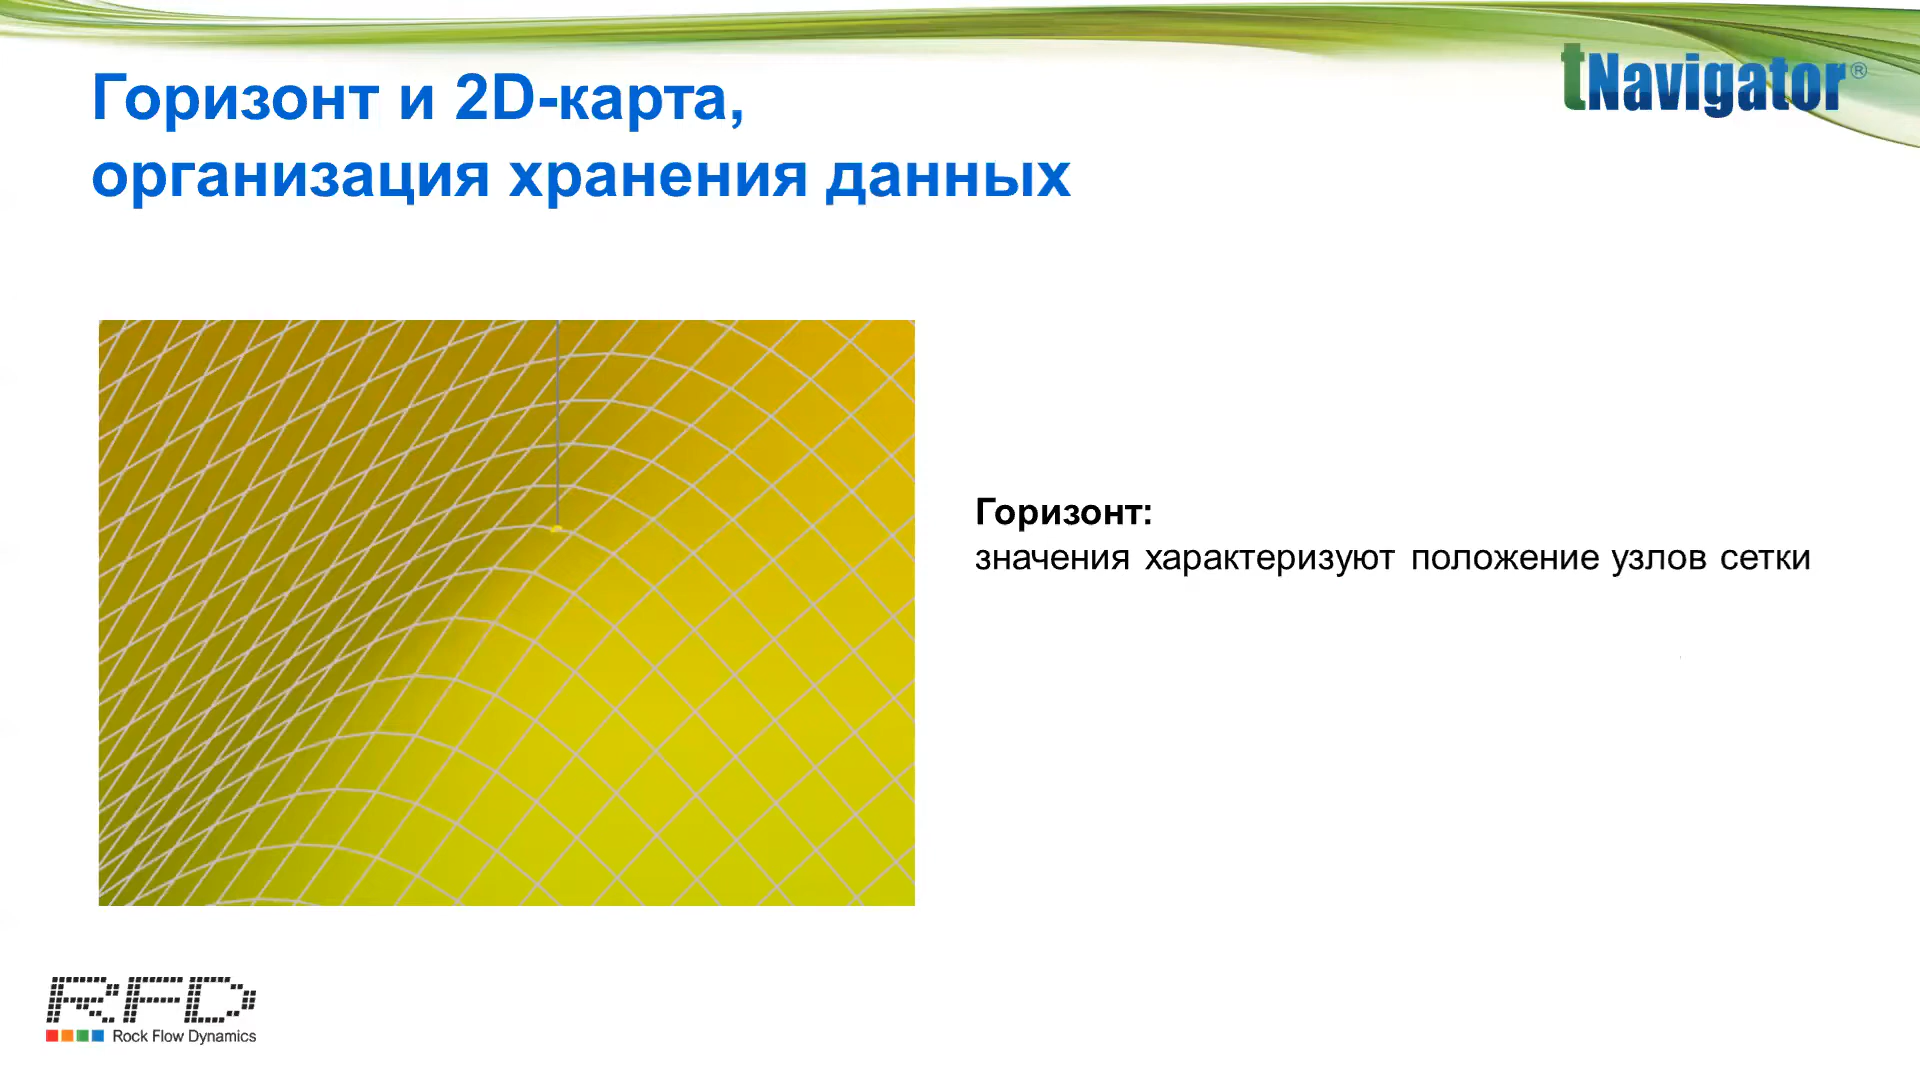 Горизонт и 2D-карта,
организация хранения данных
tNavigator®
Горизонт:
значения характеризуют положение узлов сетки
RFD
Rock Flow Dynamics